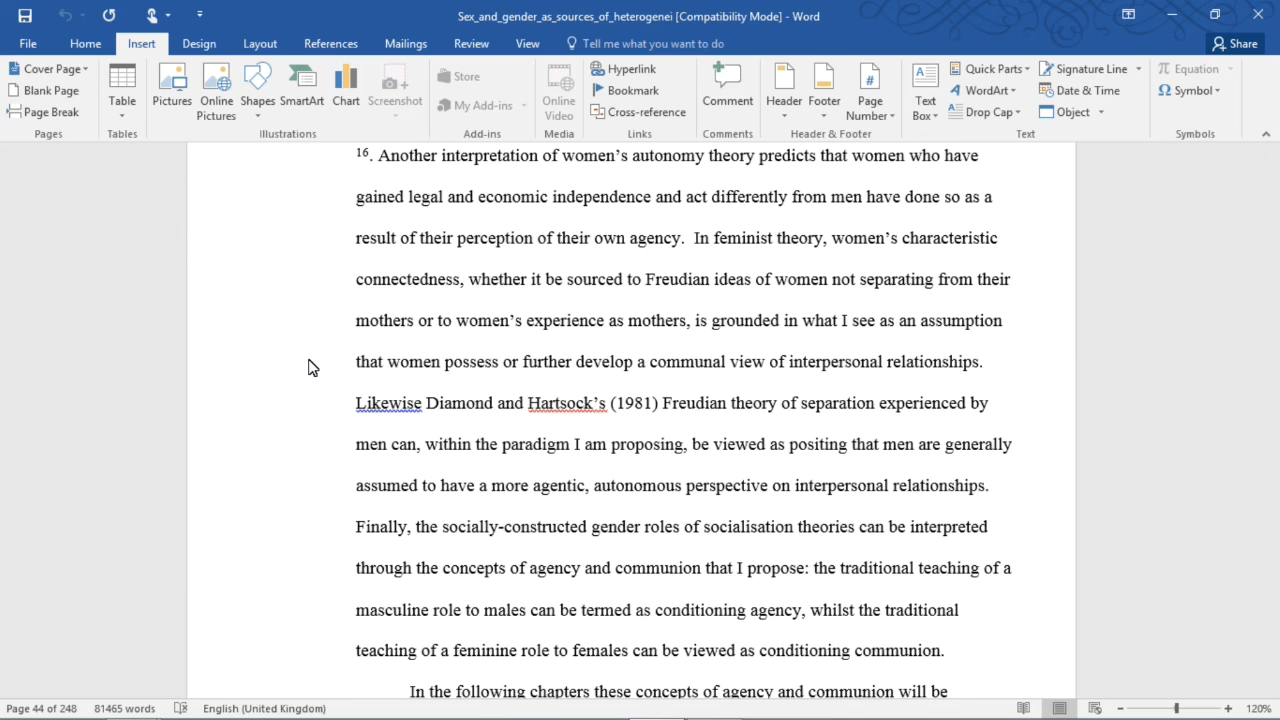 Sex_and_gender_as_sources_of_heterogenei [Compatibility Mode] - Word
File Home Insert Design Layout References Mailings Review View Tell me what you want to do Share
Cover Page
Blank Page
Page Break
Pages
Table
Tables
Pictures
Online Pictures
Shapes
SmartArt
Chart
Screenshot
Illustrations
Store
My Add-ins
Add-ins
Online Video
Media
Hyperlink
Bookmark
Cross-reference
Links
Comment
Comments
Header
Footer
Page Number
Header & Footer
Text Box
Quick Parts
WordArt
Drop Cap
Signature Line
Date & Time
Object
Text
Equation
Symbol
Symbols
16. Another interpretation of women’s autonomy theory predicts that women who have
gained legal and economic independence and act differently from men have done so as a
result of their perception of their own agency.  In feminist theory, women’s characteristic
connectedness, whether it be sourced to Freudian ideas of women not separating from their
mothers or to women’s experience as mothers, is grounded in what I see as an assumption
that women possess or further develop a communal view of interpersonal relationships.
Likewise Diamond and Hartsock’s (1981) Freudian theory of separation experienced by
men can, within the paradigm I am proposing, be viewed as positing that men are generally
assumed to have a more agentic, autonomous perspective on interpersonal relationships.
Finally, the socially-constructed gender roles of socialisation theories can be interpreted
through the concepts of agency and communion that I propose: the traditional teaching of a
masculine role to males can be termed as conditioning agency, whilst the traditional
teaching of a feminine role to females can be viewed as conditioning communion.
In the following chapters these concepts of agency and communion will be
Page 44 of 248 81465 words English (United Kingdom) 120%